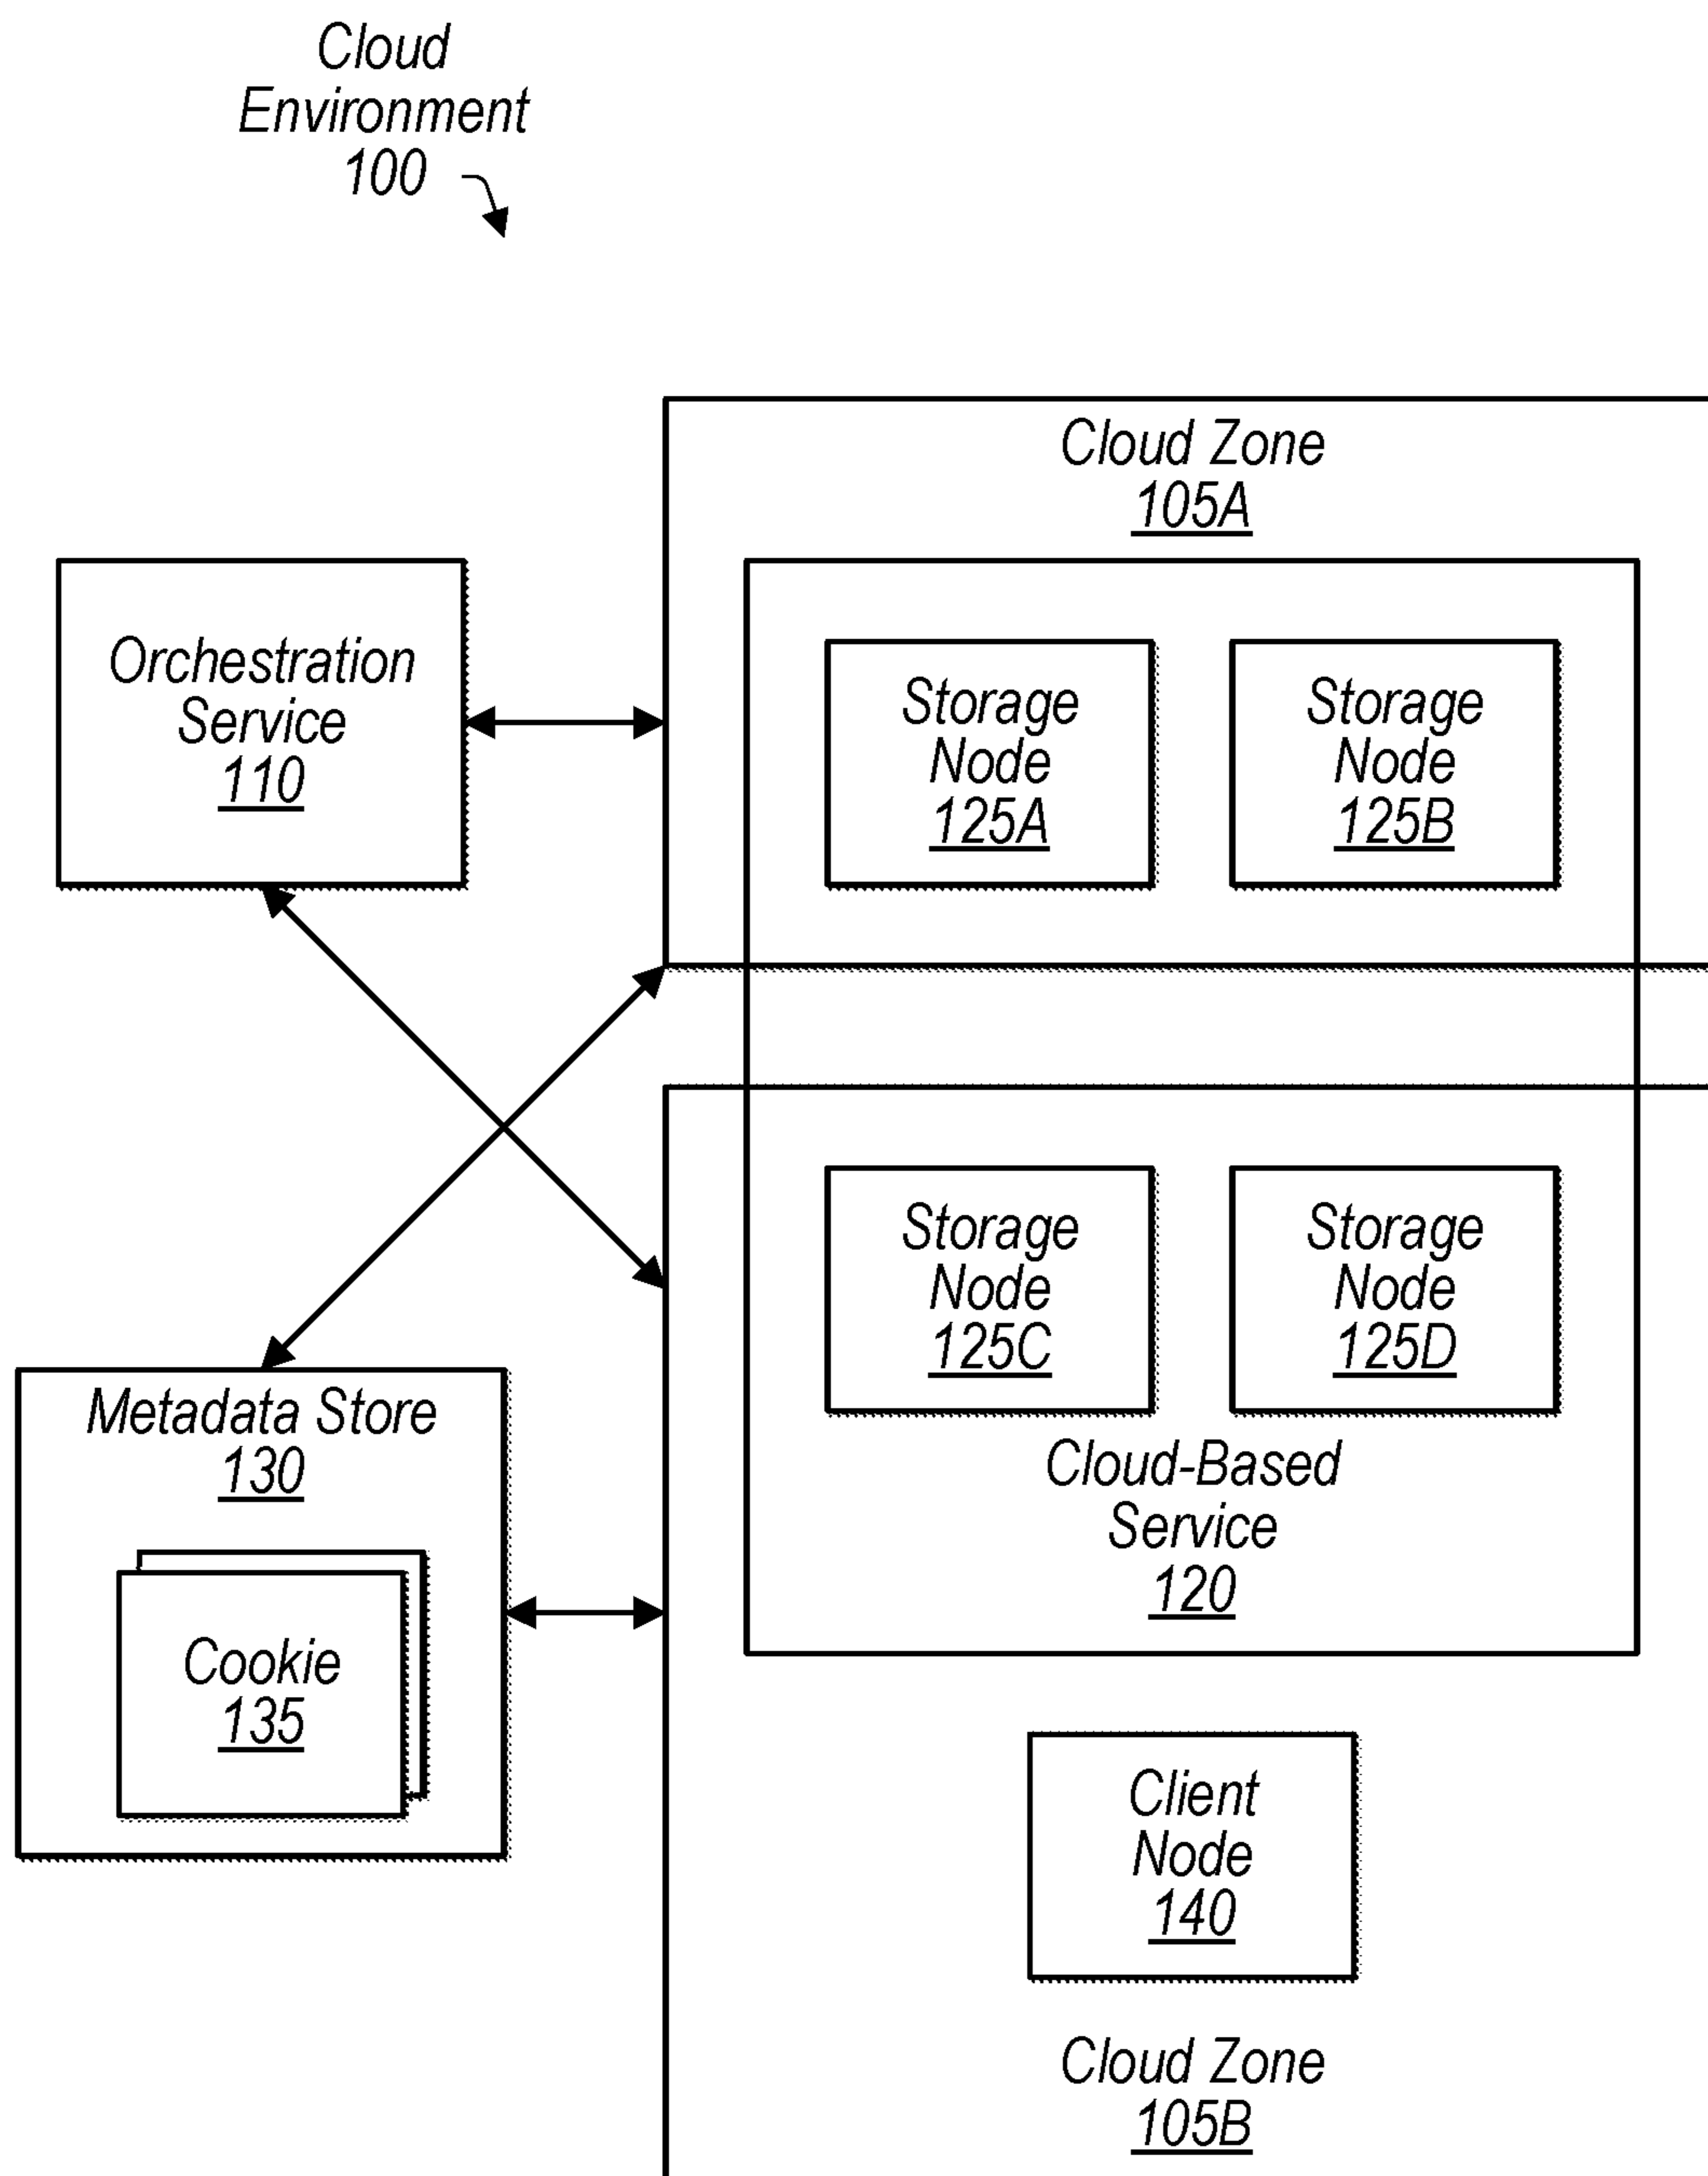 Cloud
Environment
100
Cloud Zone
105A
Orchestration
Service
110
Storage
Node
125A
Storage
Node
125B
Storage
Node
125C
Storage
Node
125D
Metadata Store
130
Cloud-Based
Service
120
Cookie
135
Client
Node
140
Cloud Zone
105B